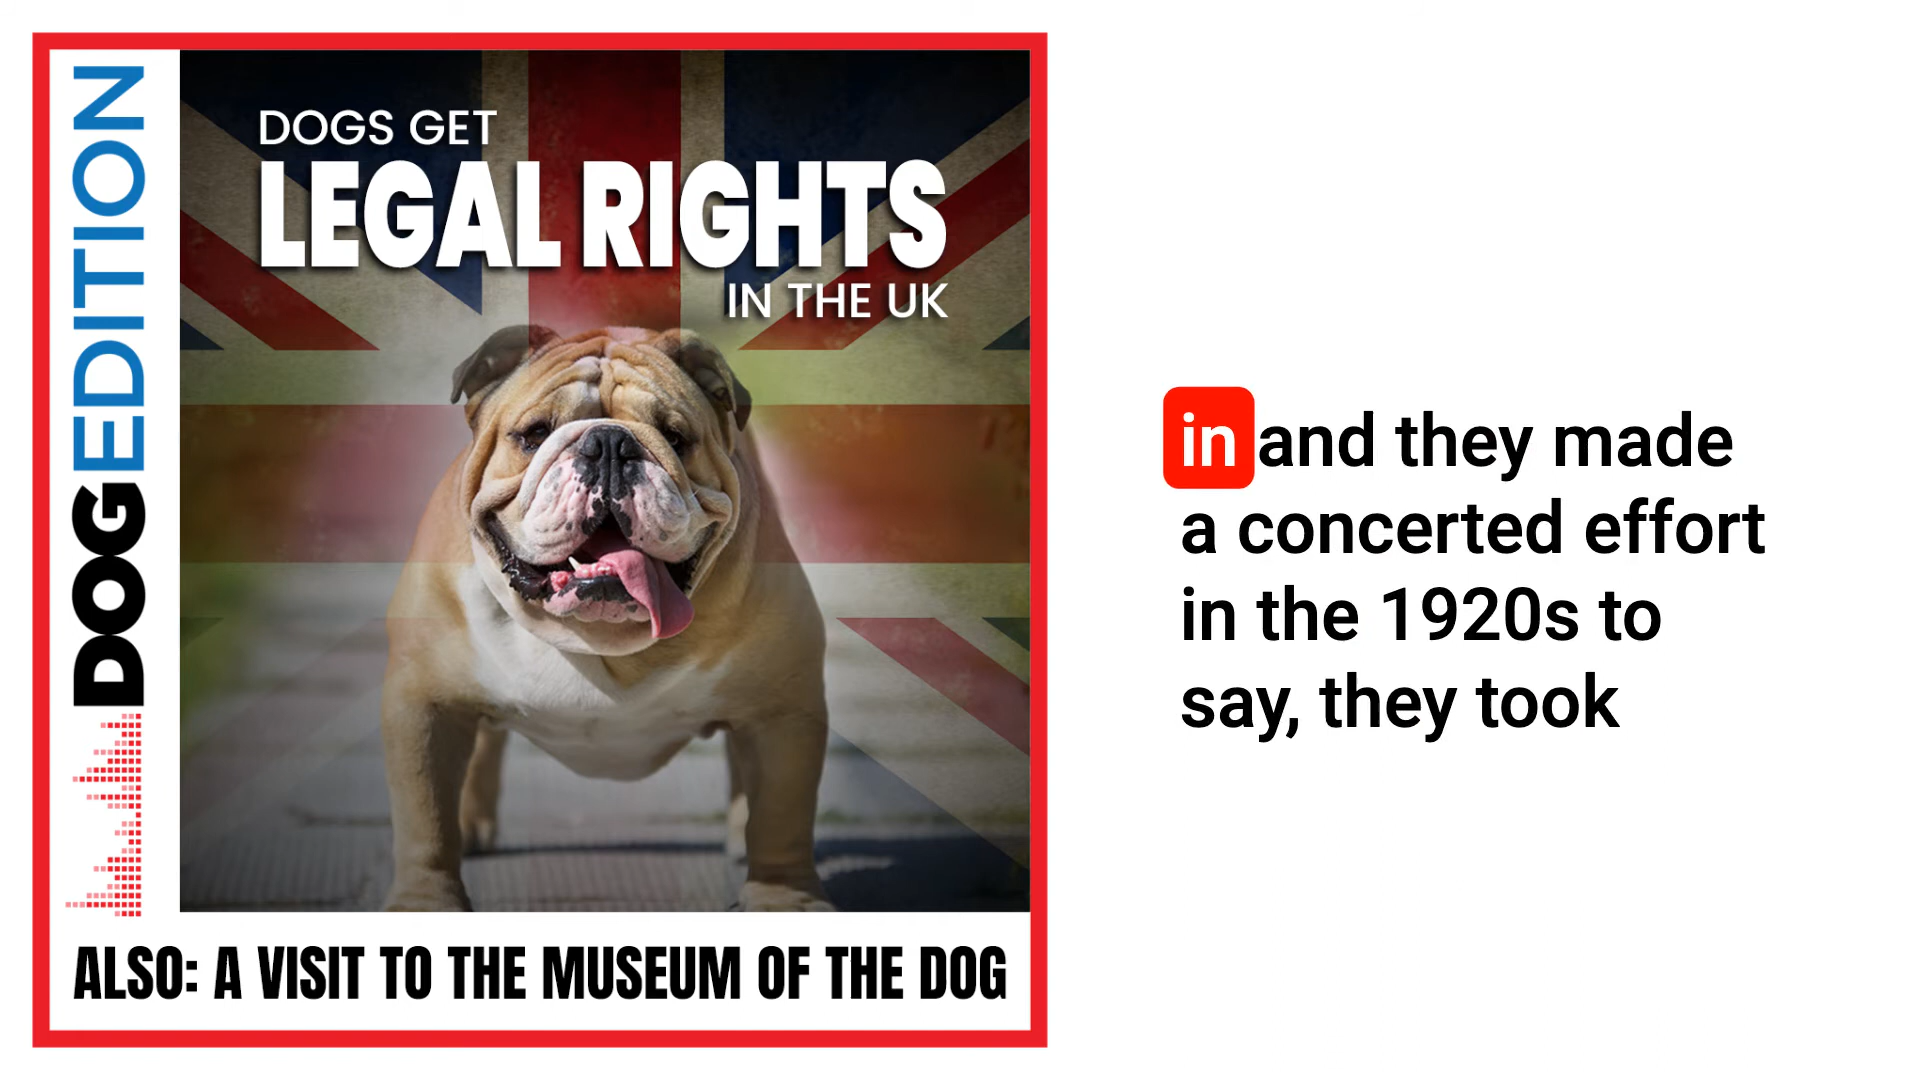 DOGEDITION
DOGS GET
LEGAL RIGHTS
IN THE UK
ALSO: A VISIT TO THE MUSEUM OF THE DOG
in and they made
a concerted effort
in the 1920s to
say, they took